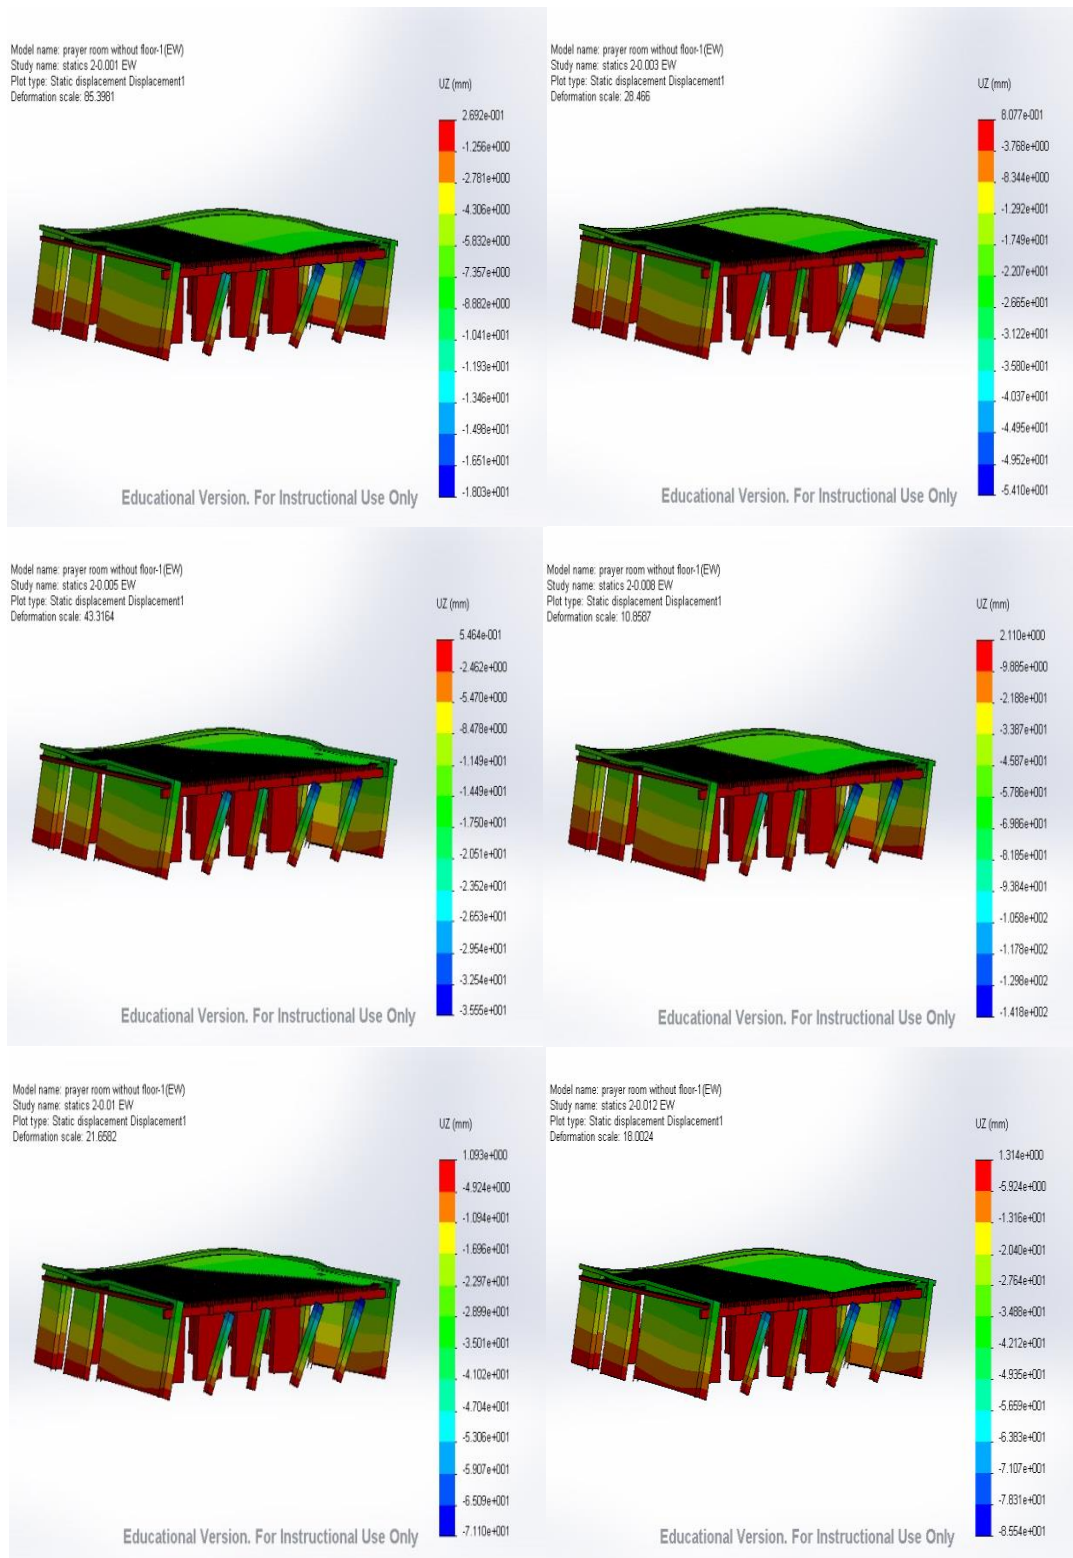 Model name: prayer room without floor-1(EW)
Study name: statics 2-0.001 EW
Plot type: Static displacement Displacement1
Deformation scale: 85.3981
UZ (mm)
2.692e-001
-1.256e+000
-2.781e+000
-4.306e+000
-5.832e+000
-7.357e+000
-8.882e+000
-1.041e+001
-1.193e+001
-1.346e+001
-1.498e+001
-1.651e+001
-1.803e+001
Educational Version. For Instructional Use Only
Model name: prayer room without floor-1(EW)
Study name: statics 2-0.003 EW
Plot type: Static displacement Displacement1
Deformation scale: 28.466
UZ (mm)
8.077e-001
-3.768e+000
-8.344e+000
-1.292e+001
-1.749e+001
-2.207e+001
-2.665e+001
-3.122e+001
-3.580e+001
-4.037e+001
-4.495e+001
-4.952e+001
-5.410e+001
Educational Version. For Instructional Use Only
Model name: prayer room without floor-1(EW)
Study name: statics 2-0.005 EW
Plot type: Static displacement Displacement1
Deformation scale: 43.3164
UZ (mm)
5.464e-001
-2.462e+000
-5.470e+000
-8.478e+000
-1.149e+001
-1.449e+001
-1.750e+001
-2.051e+001
-2.352e+001
-2.653e+001
-2.954e+001
-3.254e+001
-3.555e+001
Educational Version. For Instructional Use Only
Model name: prayer room without floor-1(EW)
Study name: statics 2-0.008 EW
Plot type: Static displacement Displacement1
Deformation scale: 10.8587
UZ (mm)
2.110e+000
-9.885e+000
-2.188e+001
-3.387e+001
-4.587e+001
-5.786e+001
-6.986e+001
-8.185e+001
-9.384e+001
-1.058e+002
-1.178e+002
-1.298e+002
-1.418e+002
Educational Version. For Instructional Use Only
Model name: prayer room without floor-1(EW)
Study name: statics 2-0.01 EW
Plot type: Static displacement Displacement1
Deformation scale: 21.6582
UZ (mm)
1.093e+000
-4.924e+000
-1.094e+001
-1.696e+001
-2.297e+001
-2.899e+001
-3.501e+001
-4.102e+001
-4.704e+001
-5.306e+001
-5.907e+001
-6.509e+001
-7.110e+001
Educational Version. For Instructional Use Only
Model name: prayer room without floor-1(EW)
Study name: statics 2-0.012 EW
Plot type: Static displacement Displacement1
Deformation scale: 18.0024
UZ (mm)
1.314e+000
-5.924e+000
-1.316e+001
-2.040e+001
-2.764e+001
-3.488e+001
-4.212e+001
-4.935e+001
-5.659e+001
-6.383e+001
-7.107e+001
-7.831e+001
-8.554e+001
Educational Version. For Instructional Use Only